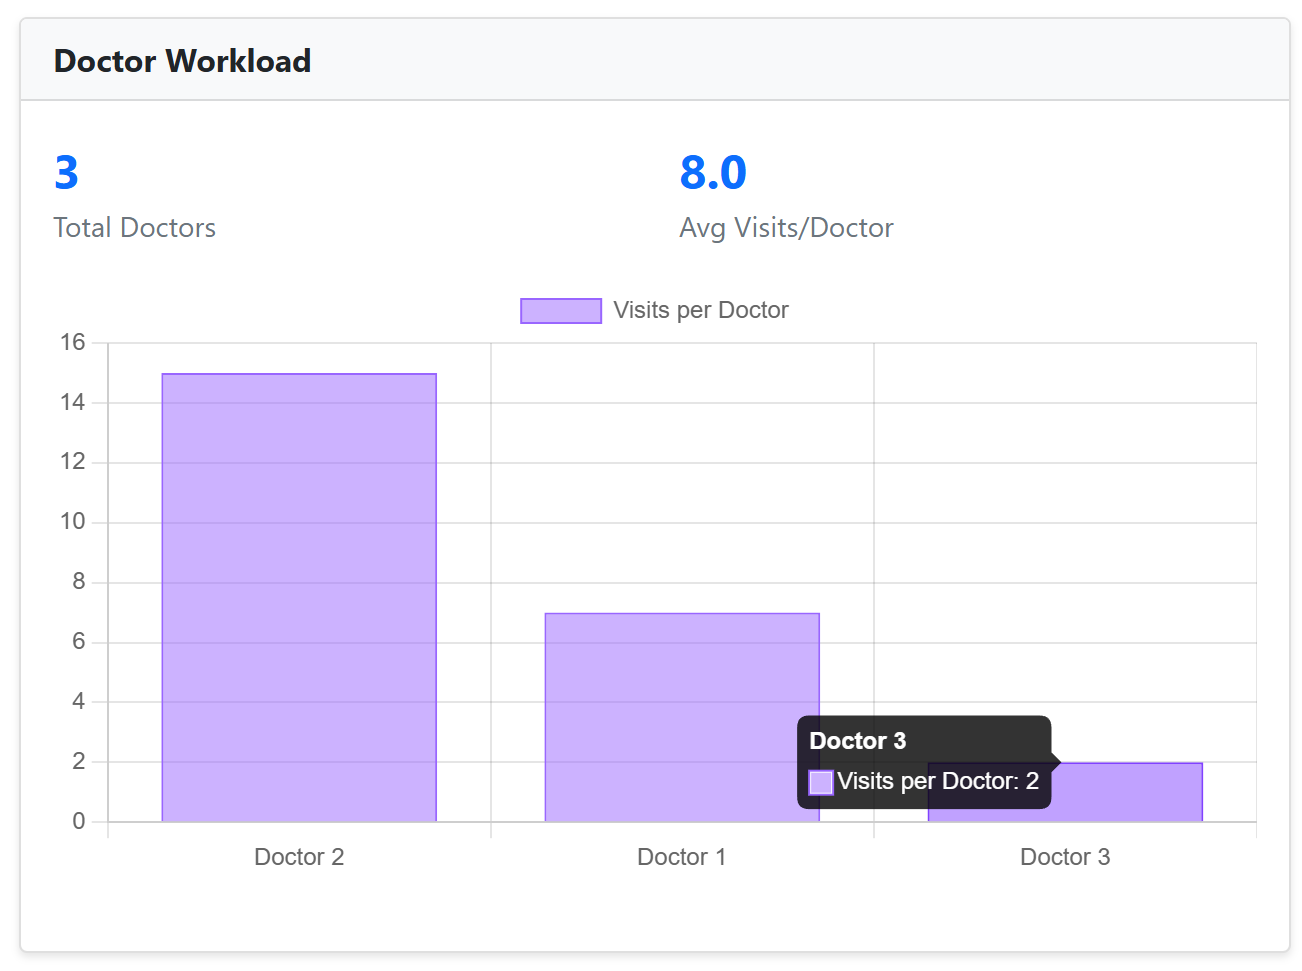 Doctor Workload
3
Total Doctors
8.0
Avg Visits/Doctor
Visits per Doctor
16
14
12
10
8
6
4
2
0
Doctor 3
Visits per Doctor: 2
Doctor 2
Doctor 1
Doctor 3